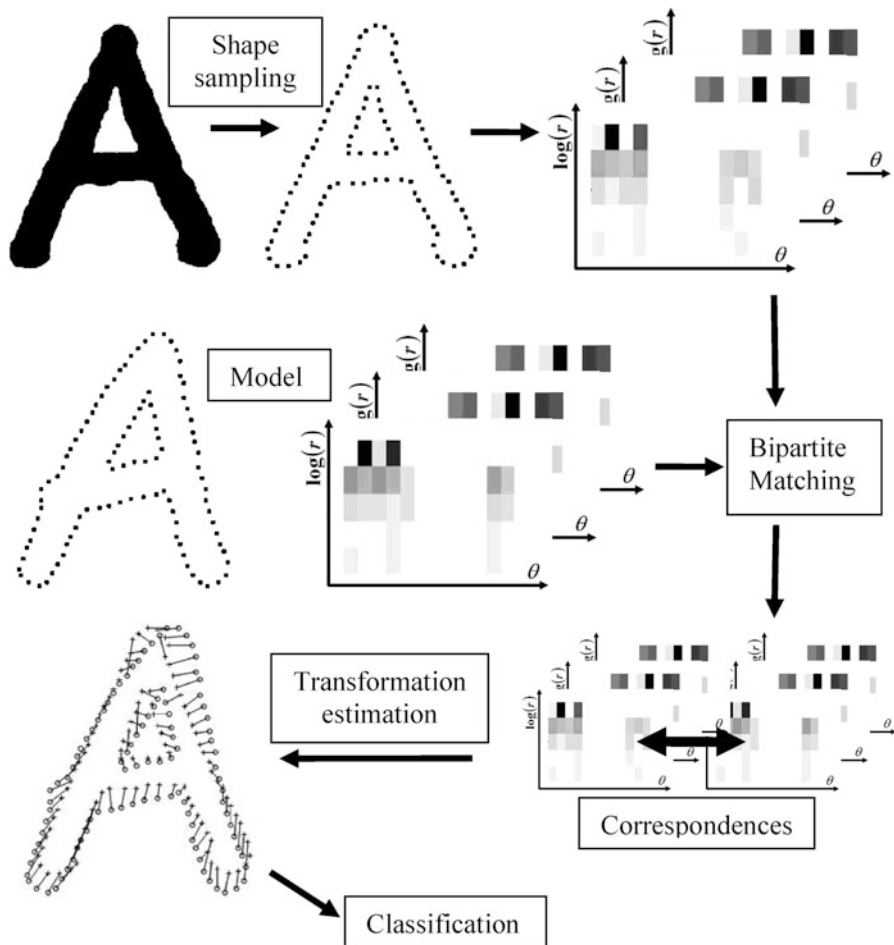 Shape
sampling
g(r)
g(r)
log(r)
θ
θ
θ
Model
g(r)
g(r)
log(r)
θ
θ
θ
Bipartite
Matching
Transformation
estimation
g(r)
g(r)
log(r)
θ
θ
θ
g(r)
θ
θ
θ
Correspondences
Classification